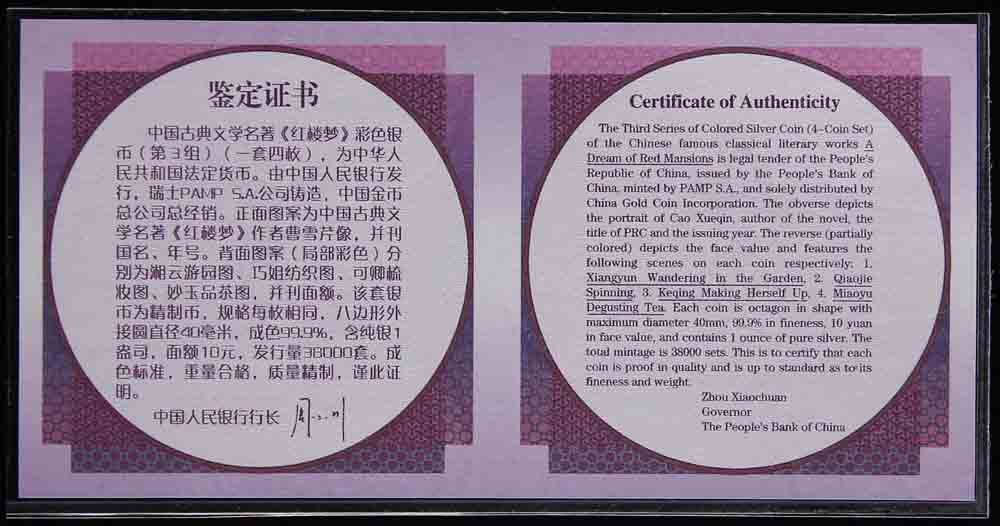 鉴定证书
中国古典文学名著《红楼梦》彩色银
币（第3组）（一套四枚），为中华人
民共和国法定货币。由中国人民银行发
行，瑞士PAMP S.A.公司铸造，中国金币
总公司总经销。正面图案为中国古典文
学名著《红楼梦》作者曹雪芹像，并刊
国名、年号。背面图案（局部彩色）分
别为湘云游园图、巧姐纺织图、可卿梳
妆图、妙玉品茶图，并刊面额。该套银
币为精制币，规格每枚相同，八边形外
接圆直径40毫米，成色99.9%，含纯银1
盎司，面额10元，发行量38000套。成
色标准，重量合格，质量精制，谨此证
明。
中国人民银行行长
Certificate of Authenticity
The Third Series of Colored Silver Coin (4-Coin Set)
of the Chinese famous classical literary works A
Dream of Red Mansions is legal tender of the People's
Republic of China, issued by the People's Bank of
China, minted by PAMP S.A., and solely distributed by
China Gold Coin Incorporation. The obverse depicts
the portrait of Cao Xueqin, author of the novel, the
title of PRC and the issuing year. The reverse (partially
colored) depicts the face value and features the
following scenes on each coin respectively: 1.
Xiangyun Wandering in the Garden, 2. Qiaojie
Spinning, 3. Keqing Making Herself Up, 4. Miaoyu
Degusting Tea. Each coin is octagon in shape with
maximum diameter 40mm, 99.9% in fineness, 10 yuan
in face value, and contains 1 ounce of pure silver. The
total mintage is 38000 sets. This is to certify that each
coin is proof in quality and is up to standard as to its
fineness and weight.
Zhou Xiaochuan
Governor
The People's Bank of China